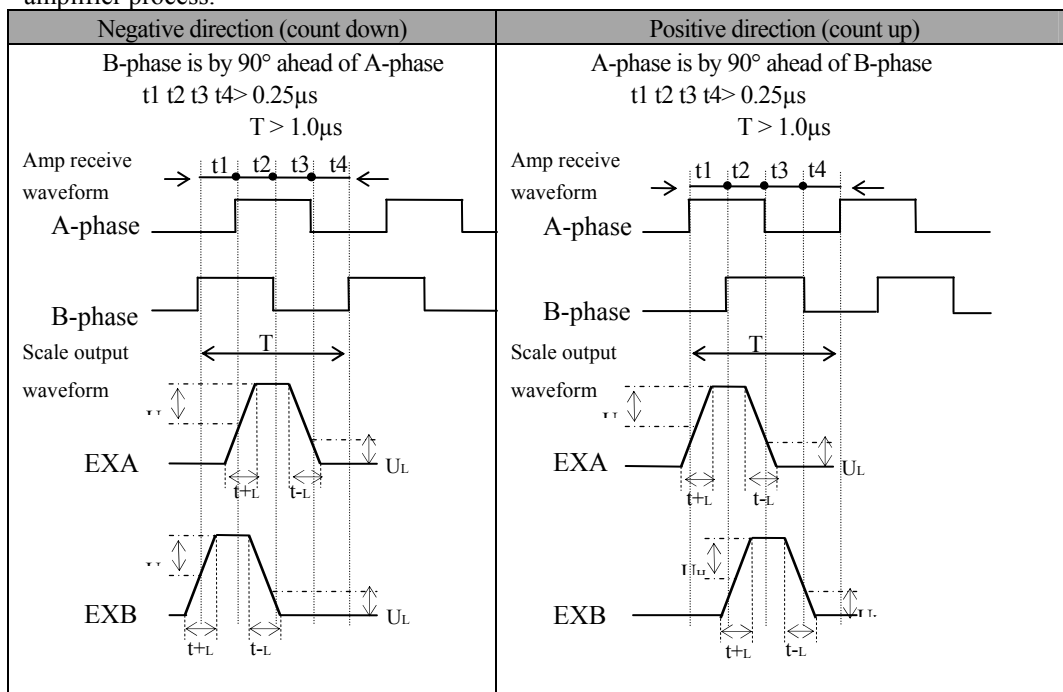 amplifier process.
Negative direction (count down)
B-phase is by 90° ahead of A-phase
t1 t2 t3 t4> 0.25µs
T > 1.0µs
Amp receive
waveform
t1 t2 t3 t4
A-phase
B-phase
Scale output
waveform
T
EXA
UL
t+L t-L
EXB
UL
t+L t-L
Positive direction (count up)
A-phase is by 90° ahead of B-phase
t1 t2 t3 t4> 0.25µs
T > 1.0µs
Amp receive
waveform
t1 t2 t3 t4
A-phase
B-phase
Scale output
waveform
T
EXA
UL
t+L t-L
UH
EXB
t+L t-L